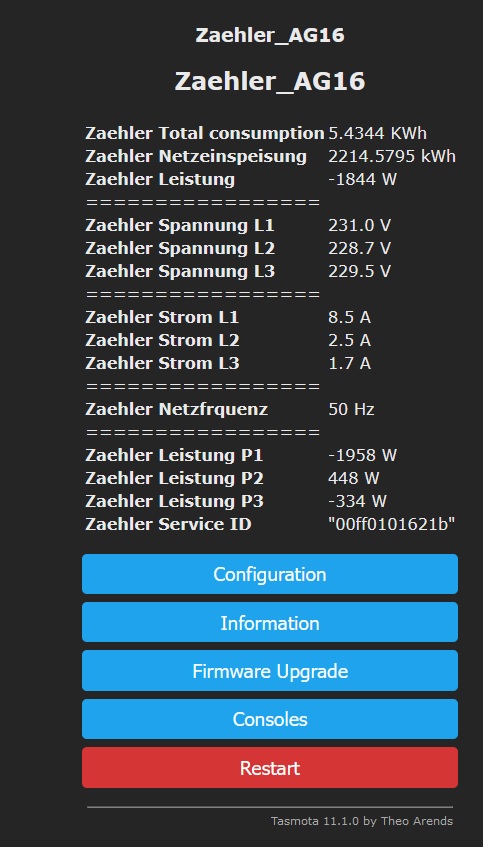 Zaehler_AG16
Zaehler_AG16
Zaehler Total consumption 5.4344 KWh
Zaehler Netzeinspeisung 2214.5795 kWh
Zaehler Leistung -1844 W
=================
Zaehler Spannung L1 231.0 V
Zaehler Spannung L2 228.7 V
Zaehler Spannung L3 229.5 V
=================
Zaehler Strom L1 8.5 A
Zaehler Strom L2 2.5 A
Zaehler Strom L3 1.7 A
=================
Zaehler Netzfrquenz 50 Hz
=================
Zaehler Leistung P1 -1958 W
Zaehler Leistung P2 448 W
Zaehler Leistung P3 -334 W
Zaehler Service ID "00ff0101621b"
Configuration
Information
Firmware Upgrade
Consoles
Restart
Tasmota 11.1.0 by Theo Arends